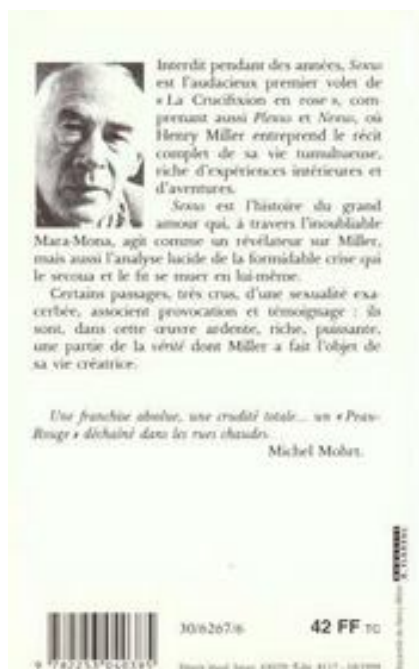 Interdit pendant des années, Sexus
est l'audacieux premier volet de
« La Crucifixion en rose », com-
prenant aussi Plexus et Nexus, où
Henry Miller entreprend le récit
complet de sa vie tumultueuse,
riche d'expériences intérieures et
d'aventures.
Sexus est l'histoire du grand
amour qui, à travers l'inoubliable
Mara-Mona, agit comme un révélateur sur Miller,
mais aussi l'analyse lucide de la formidable crise qui
le secoua et le fit se muer en lui-même.
Certains passages, très crus, d'une sexualité exa-
cerbée, associent provocation et témoignage : ils
sont, dans cette œuvre ardente, riche, puissante,
une partie de la vérité dont Miller a fait l'objet de
sa vie créatrice.
Une franchise absolue, une crudité totale... un « Peau-
Rouge » déchaîné dans les rues chaudes.
Michel Mohrt.
30/6267/6
42 FF TC
9 782253 040385